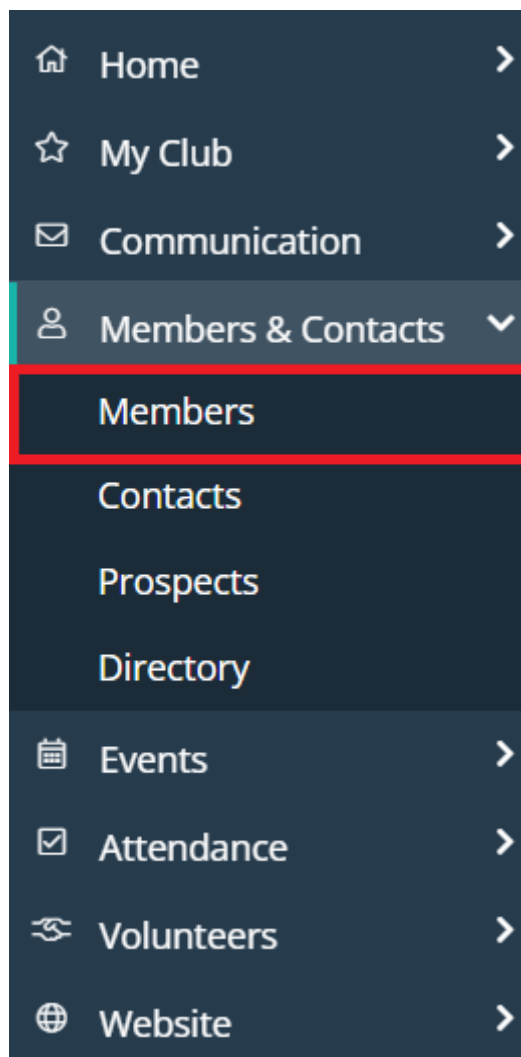 Home
My Club
Communication
Members & Contacts
Members
Contacts
Prospects
Directory
Events
Attendance
Volunteers
Website